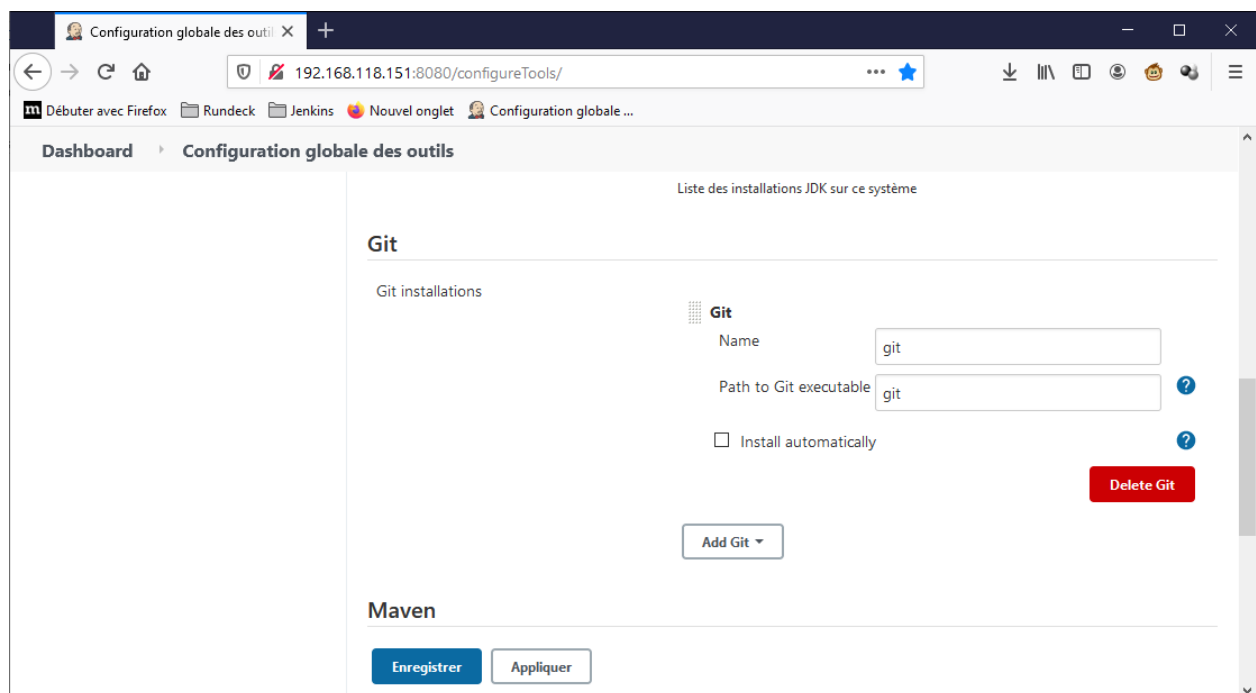 Configuration globale des outil
192.168.118.151:8080/configureTools/
Débuter avec Firefox Rundeck Jenkins Nouvel onglet Configuration globale ...
Dashboard Configuration globale des outils
Liste des installations JDK sur ce système
Git
Git installations
Git
Name git
Path to Git executable git
Install automatically
Delete Git
Add Git
Maven
Enregistrer Appliquer